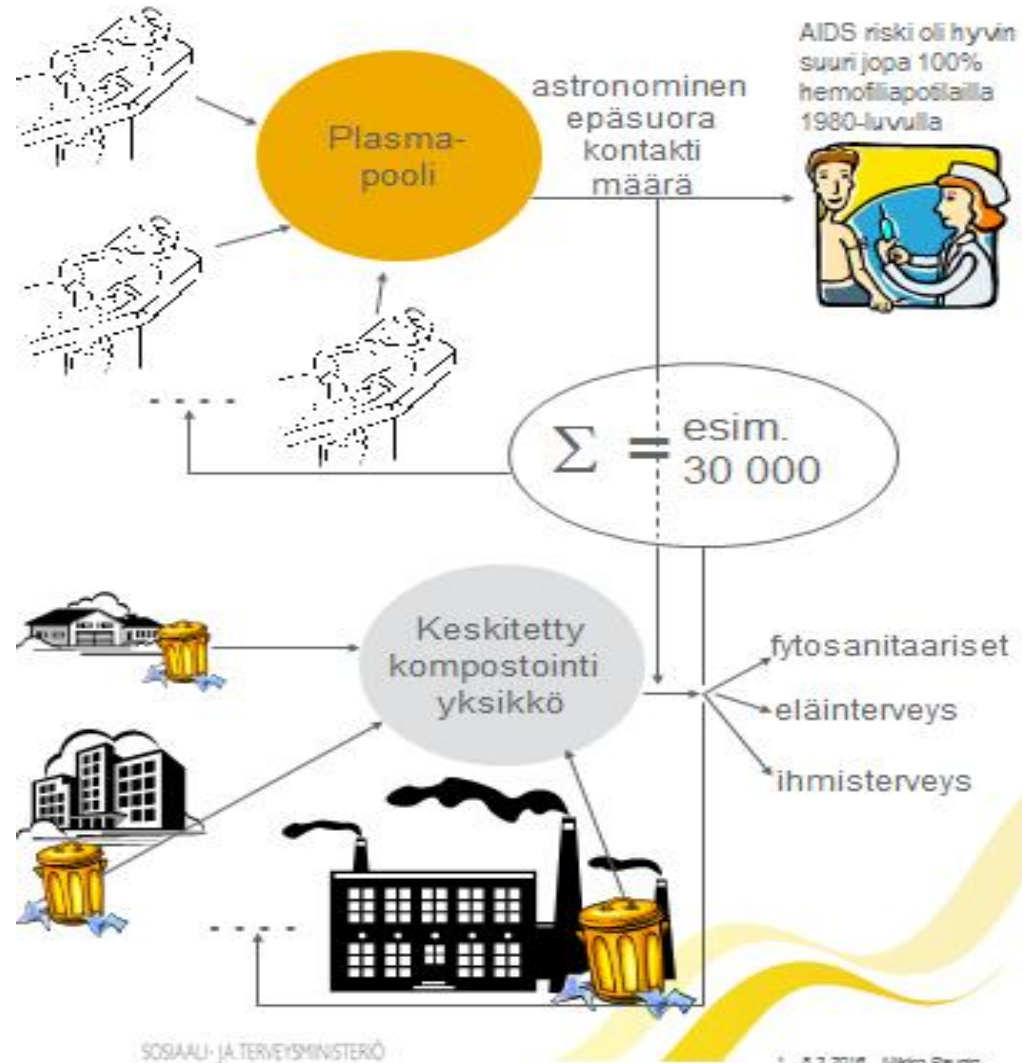 AIDS riski oli hyvin
suuri jopa 100%
hemofiliapotilailla
1980-luvulla
Plasma-
pooli
astronominen
epäsuora
kontakti
määrä
Σ = esim.
30 000
Keskitetty
kompostointi
yksikkö
fytosanitaariset
eläinterveys
ihmisterveys
SOSIAALI- JA TERVEYSMINISTERIÖ